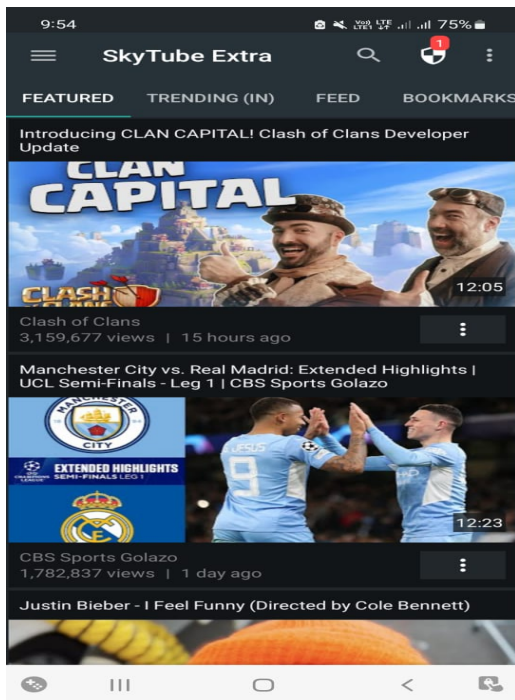 9:54
Vo)) LTE
LTE1
75%
SkyTube Extra
1
FEATURED
TRENDING (IN)
FEED
BOOKMARKS
Introducing CLAN CAPITAL! Clash of Clans Developer
Update
CLAN
CAPITAL
CLASH
12:05
Clash of Clans
3,159,677 views | 15 hours ago
Manchester City vs. Real Madrid: Extended Highlights |
UCL Semi-Finals - Leg 1 | CBS Sports Golazo
MANCHESTER
CITY
EXTENDED HIGHLIGHTS
SEMI-FINALS LEG 1
G.JESUS
9
12:23
CBS Sports Golazo
1,782,837 views | 1 day ago
Justin Bieber - I Feel Funny (Directed by Cole Bennett)